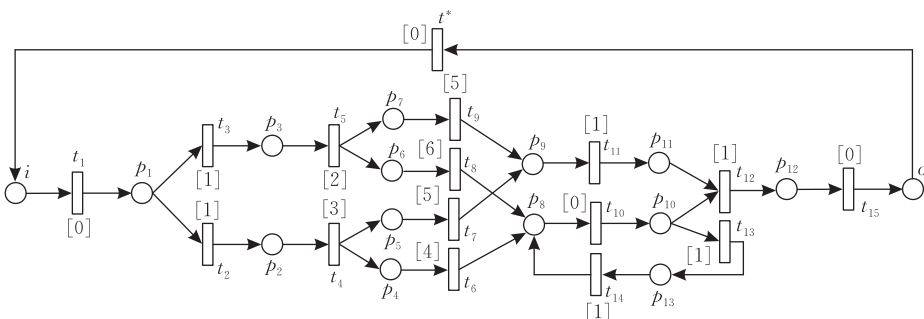 t*
[0]
[5]
p₇ t₉
t₃ p₃ t₅ p₉ [1]
[6] t₁₁ p₁₁
i t₁ p₁ p₆ t₈ [1] [0] o
[1] [2] t₁₂ p₁₂
[0] [1] [3] [5] p₈ [0] p₁₀ t₁₅
t₇ t₁₀
p₅ [4] t₁₃
t₂ p₂ t₄ [1]
p₄ t₆ t₁₄ p₁₃
[1]